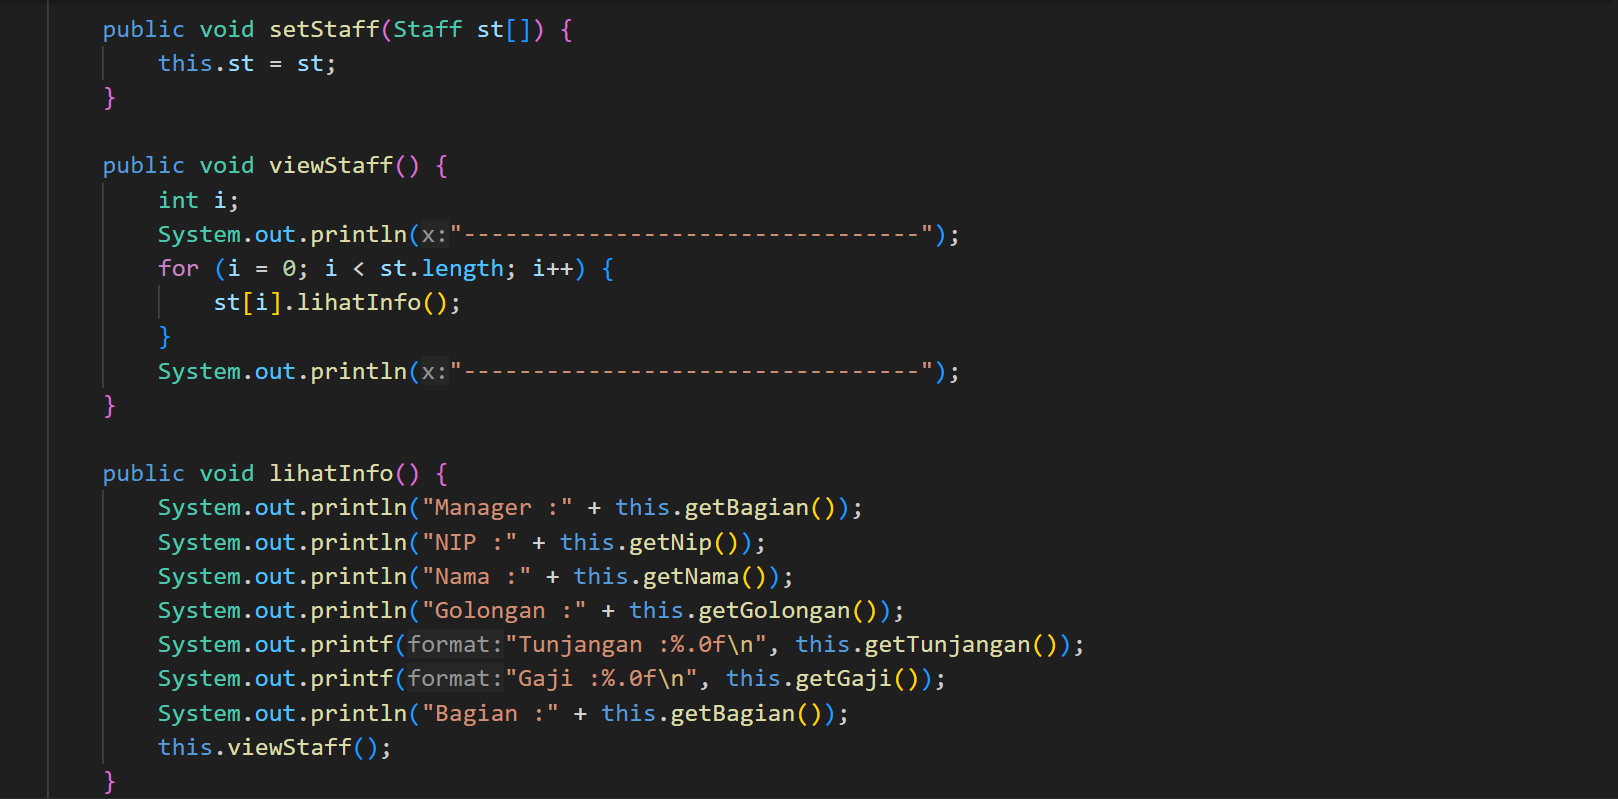 public void setStaff(Staff st[]) {
this.st = st;
}
public void viewStaff() {
int i;
System.out.println(x:"---------------------------------");
for (i = 0; i < st.length; i++) {
st[i].lihatInfo();
}
System.out.println(x:"---------------------------------");
}
public void lihatInfo() {
System.out.println("Manager :" + this.getBagian());
System.out.println("NIP :" + this.getNip());
System.out.println("Nama :" + this.getNama());
System.out.println("Golongan :" + this.getGolongan());
System.out.printf(format:"Tunjangan :%.0f\n", this.getTunjangan());
System.out.printf(format:"Gaji :%.0f\n", this.getGaji());
System.out.println("Bagian :" + this.getBagian());
this.viewStaff();
}